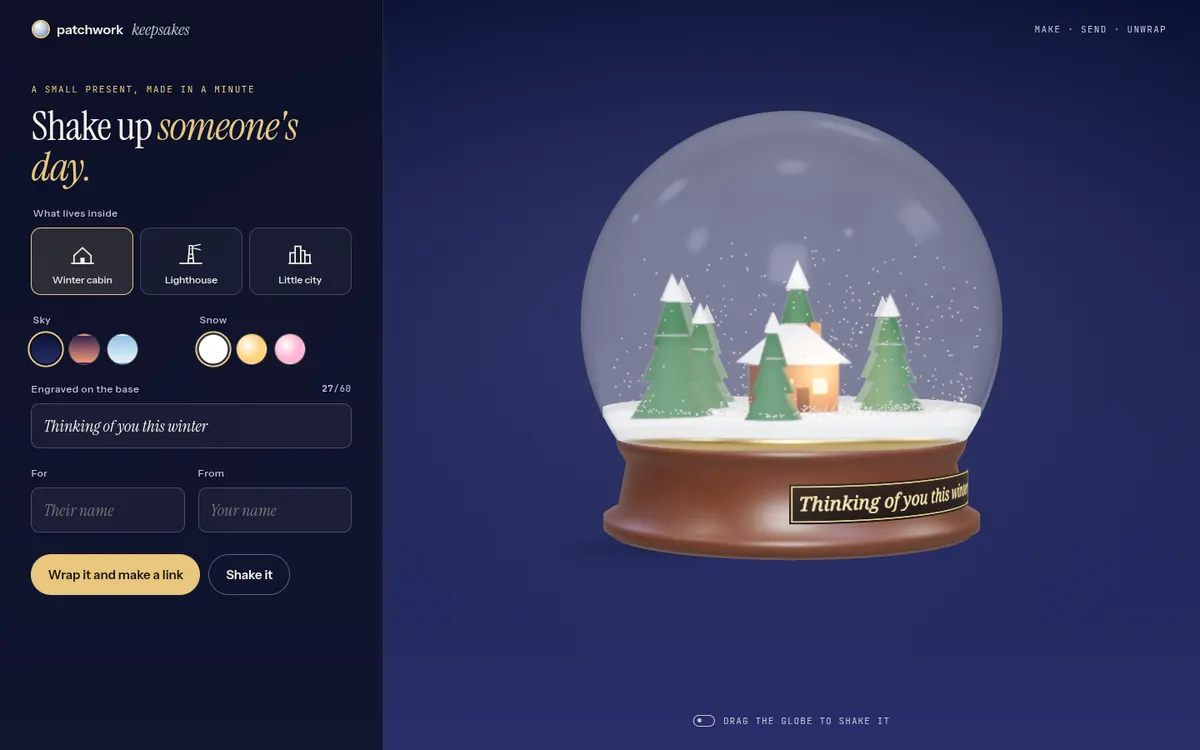 patchwork keepsakes
MAKE · SEND · UNWRAP
A SMALL PRESENT, MADE IN A MINUTE
Shake up someone's
day.
What lives inside
Winter cabin
Lighthouse
Little city
Sky
Snow
Engraved on the base
27/60
Thinking of you this winter
For
From
Their name
Your name
Wrap it and make a link
Shake it
Thinking of you this winter
DRAG THE GLOBE TO SHAKE IT